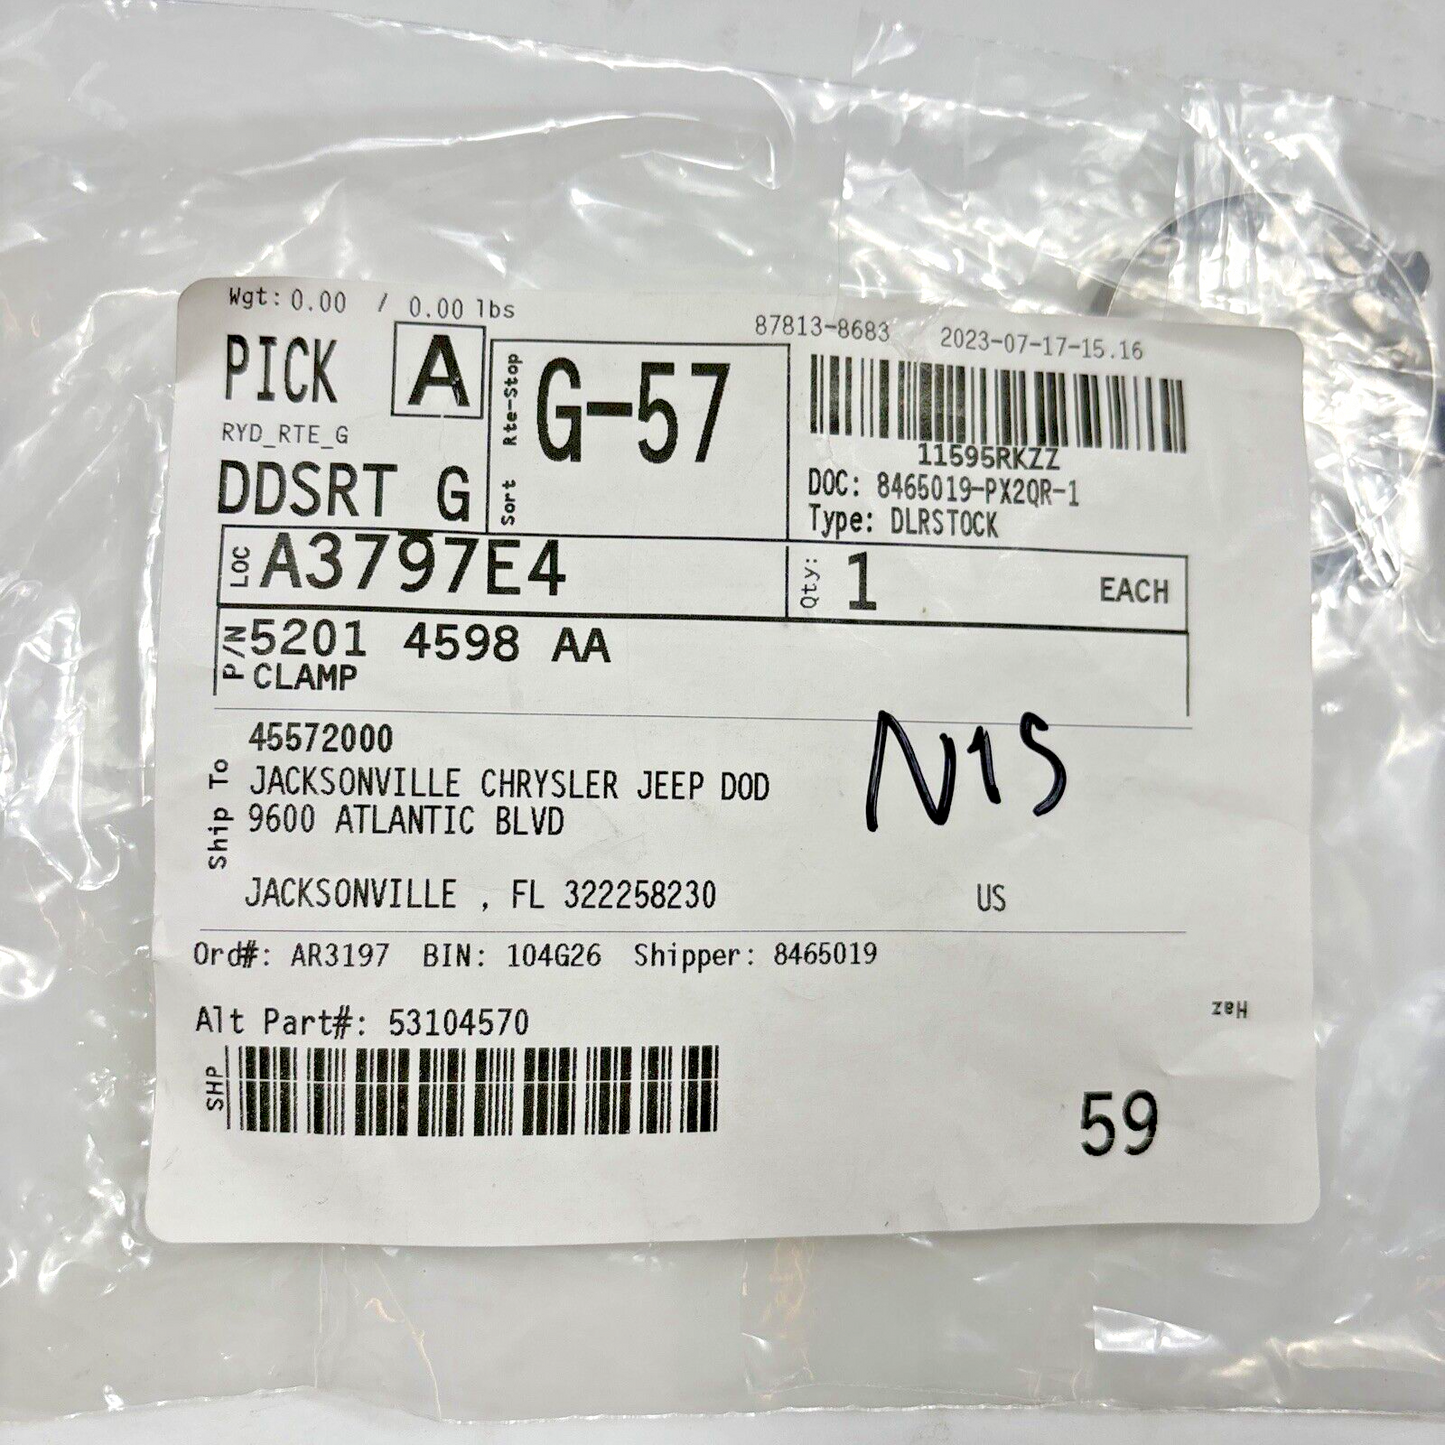 Wgt: 0.00 / 0.00 lbs
87813-8683 2023-07-17-15.16
PICK A
Sort Rte-Stop G-57
RYD_RTE_G
DDSRT G
11595RKZZ
DOC: 8465019-PX2QR-1
Type: DLRSTOCK
LOC A3797E4
Qty: 1 EACH
P/N 5201 4598 AA
CLAMP
Ship To
45572000
JACKSONVILLE CHRYSLER JEEP DOD
9600 ATLANTIC BLVD
JACKSONVILLE , FL 322258230 US
NIS
Ord#: AR3197 BIN: 104G26 Shipper: 8465019
Haz
Alt Part#: 53104570
SHP
59